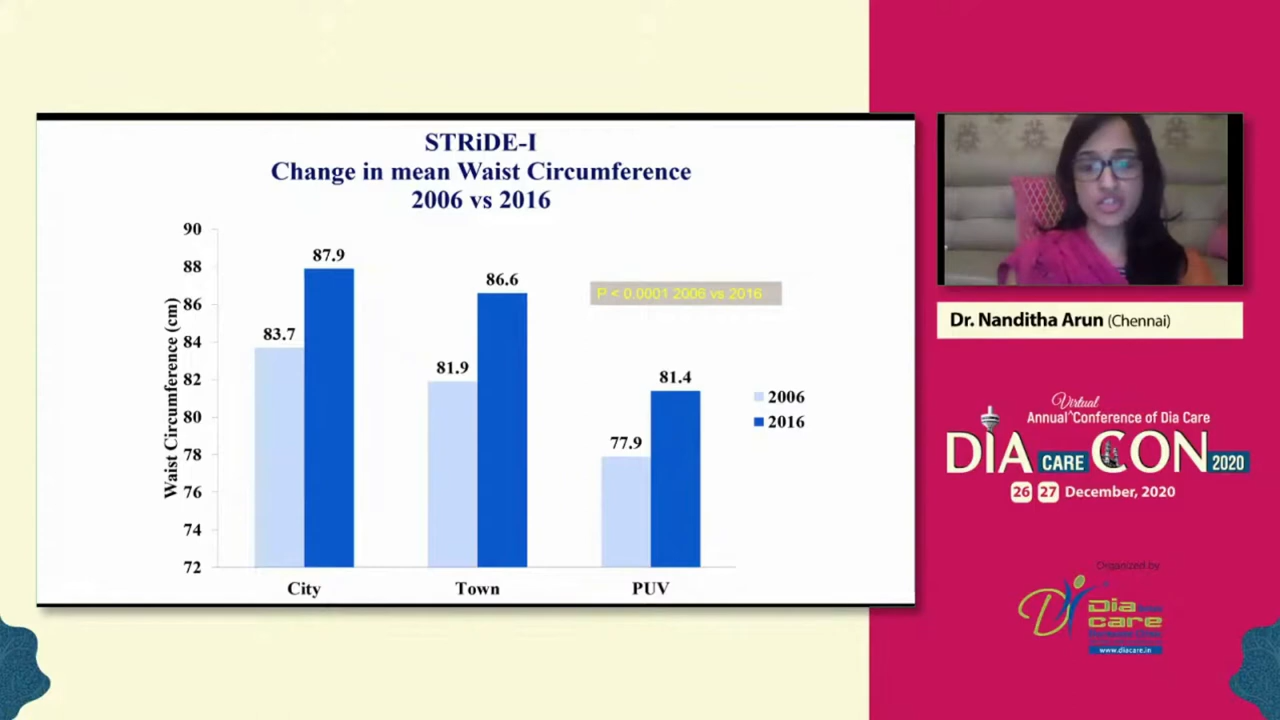 STRiDE-I
Change in mean Waist Circumference
2006 vs 2016
Waist Circumference (cm)
90
88
86
84
82
80
78
76
74
72
83.7
87.9
81.9
86.6
77.9
81.4
P < 0.0001 2006 vs 2016
2006
2016
City
Town
PUV
Dr. Nanditha Arun (Chennai)
Virtual
Annual^Conference of Dia Care
DIA CARE CON 2020
26 27 December, 2020
Organized by
Dia
care
www.diacare.in